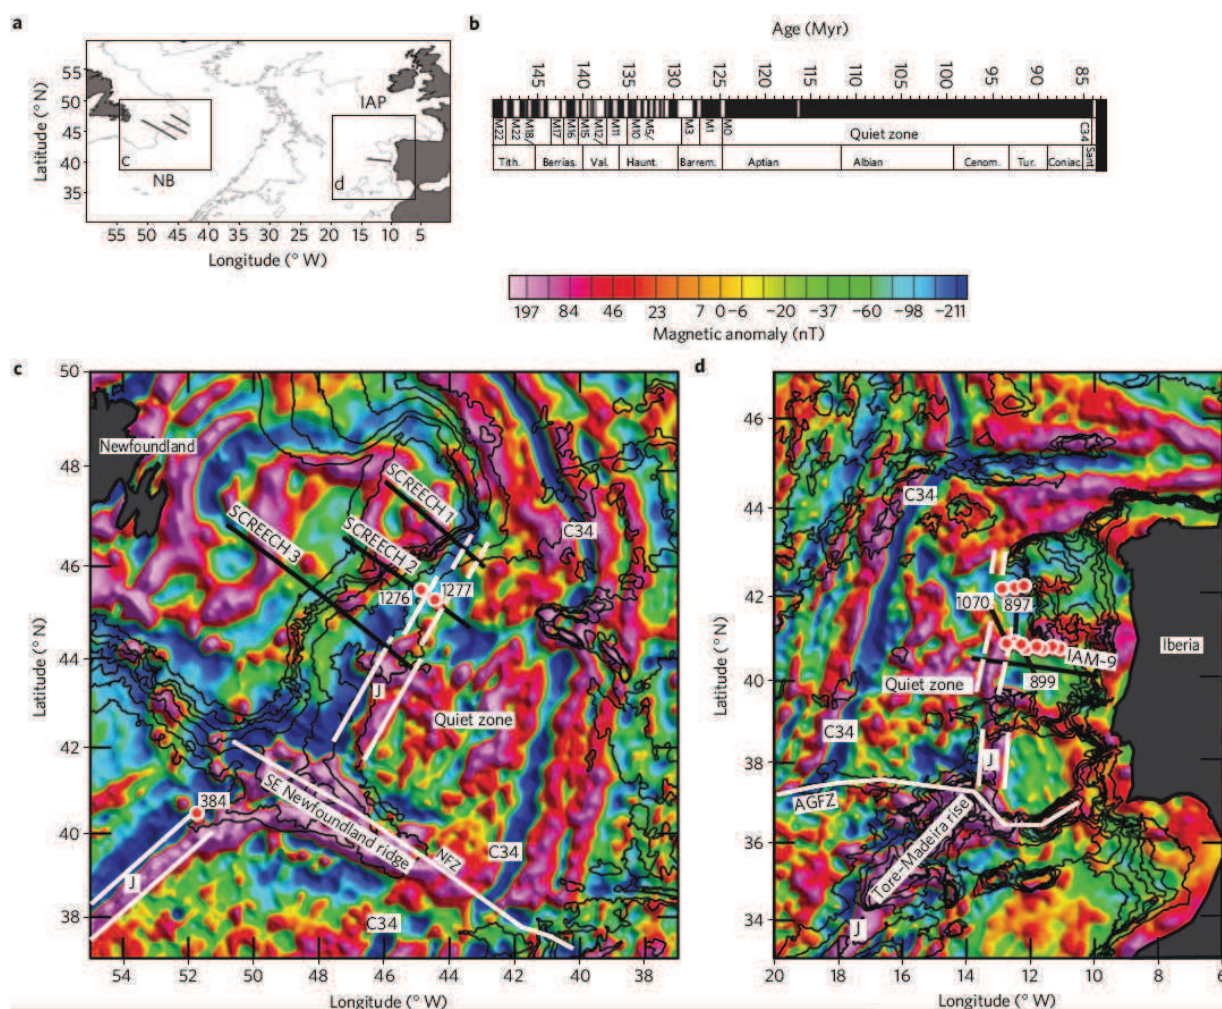 a
IAP
55
50
45
40
35
Latitude (° N)
c
d
NB
55 50 45 40 35 30 25 20 15 10 5
Longitude (° W)
b
Age (Myr)
145 140 135 130 125 120 115 110 105 100 95 90 85
M22 M22 M18/ M17 M16 M15 M12/ M11 M10 M5/ M3 M1 M0 Quiet zone C34
Tith. Berrias. Val. Haunt. Barrem. Aptian Albian Cenom. Tur. Coniac. Sant
197 84 46 23 7 0 −6 −20 −37 −60 −98 −211
Magnetic anomaly (nT)
c
50
48
46
44
42
40
38
Latitude (° N)
Newfoundland
SCREECH 1
SCREECH 2
SCREECH 3
C34
1276
1277
J
Quiet zone
384
SE Newfoundland ridge
NFZ
C34
J
C34
54 52 50 48 46 44 42 40 38
Longitude (° W)
d
46
44
42
40
38
36
34
Latitude (° N)
C34
1070
897
Iberia
IAM-9
Quiet zone
899
C34
J
AGFZ
Tore-Madeira rise
J
20 18 16 14 12 10 8 6
Longitude (° W)